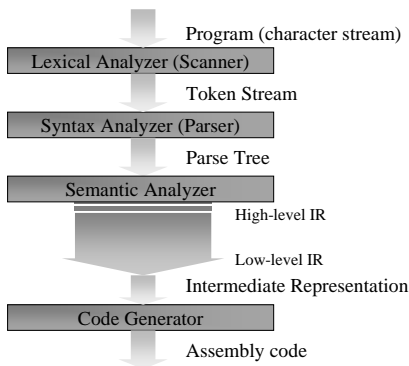 Program (character stream)
Lexical Analyzer (Scanner)
Token Stream
Syntax Analyzer (Parser)
Parse Tree
Semantic Analyzer
High-level IR
Low-level IR
Intermediate Representation
Code Generator
Assembly code